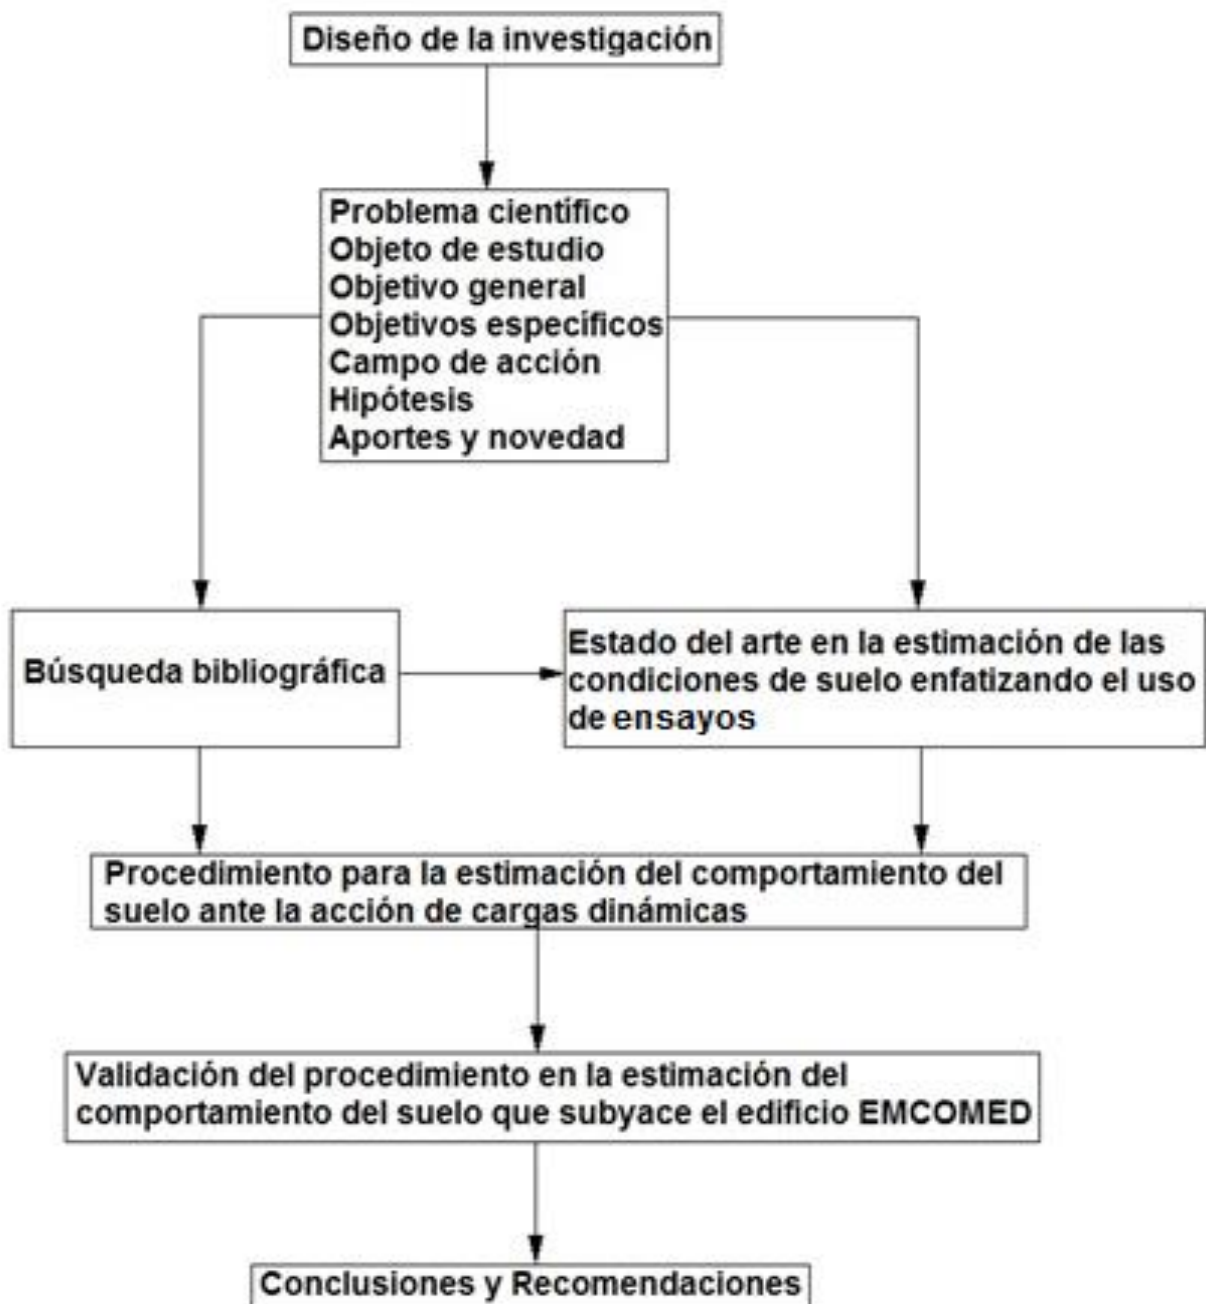 Diseño de la investigación
Problema científico
Objeto de estudio
Objetivo general
Objetivos específicos
Campo de acción
Hipótesis
Aportes y novedad
Búsqueda bibliográfica
Estado del arte en la estimación de las
condiciones de suelo enfatizando el uso
de ensayos
Procedimiento para la estimación del comportamiento del
suelo ante la acción de cargas dinámicas
Validación del procedimiento en la estimación del
comportamiento del suelo que subyace el edificio EMCOMED
Conclusiones y Recomendaciones